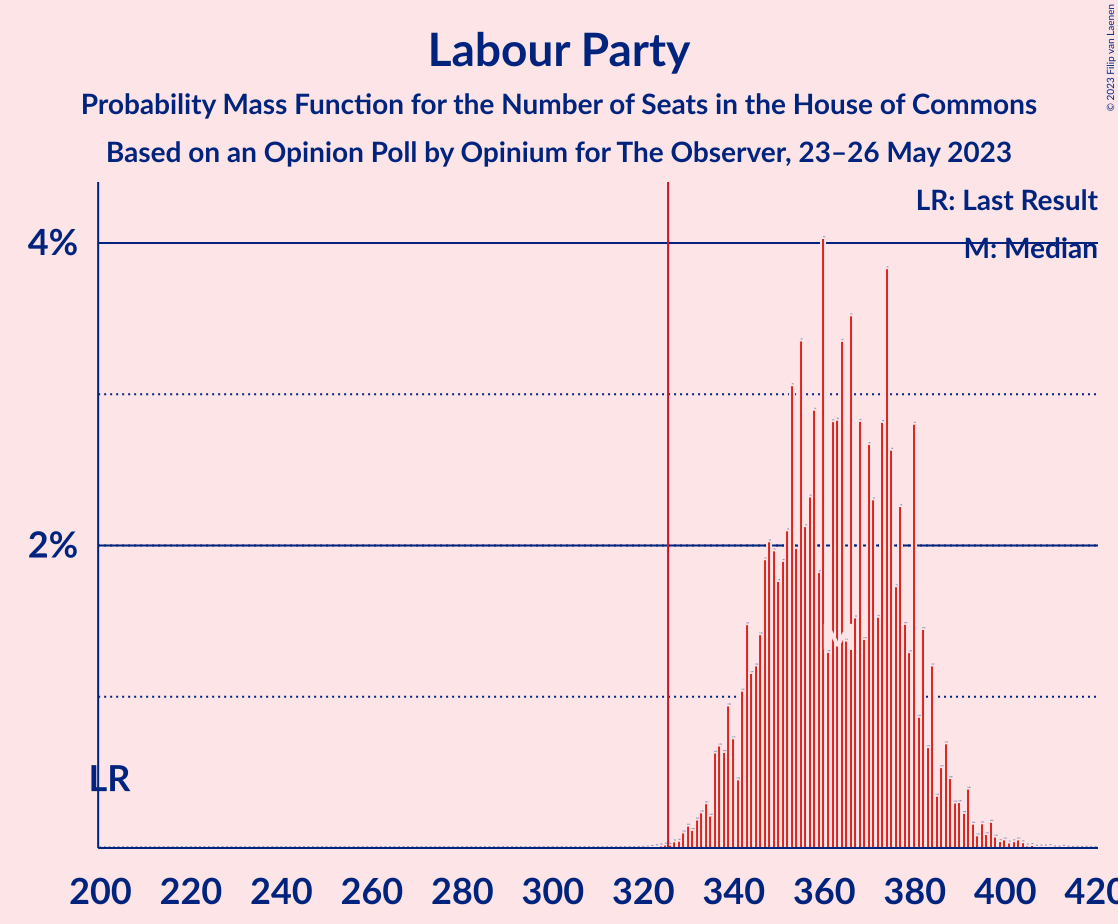 Labour Party
Probability Mass Function for the Number of Seats in the House of Commons
Based on an Opinion Poll by Opinium for The Observer, 23–26 May 2023
© 2023 Filip van Laenen
LR: Last Result
M: Median
4%
2%
M
LR
200 220 240 260 280 300 320 340 360 380 400 420